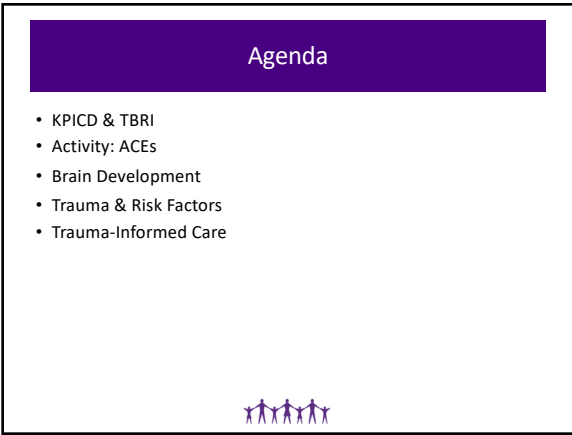 Agenda
• KPICD & TBRI
• Activity: ACEs
• Brain Development
• Trauma & Risk Factors
• Trauma-Informed Care